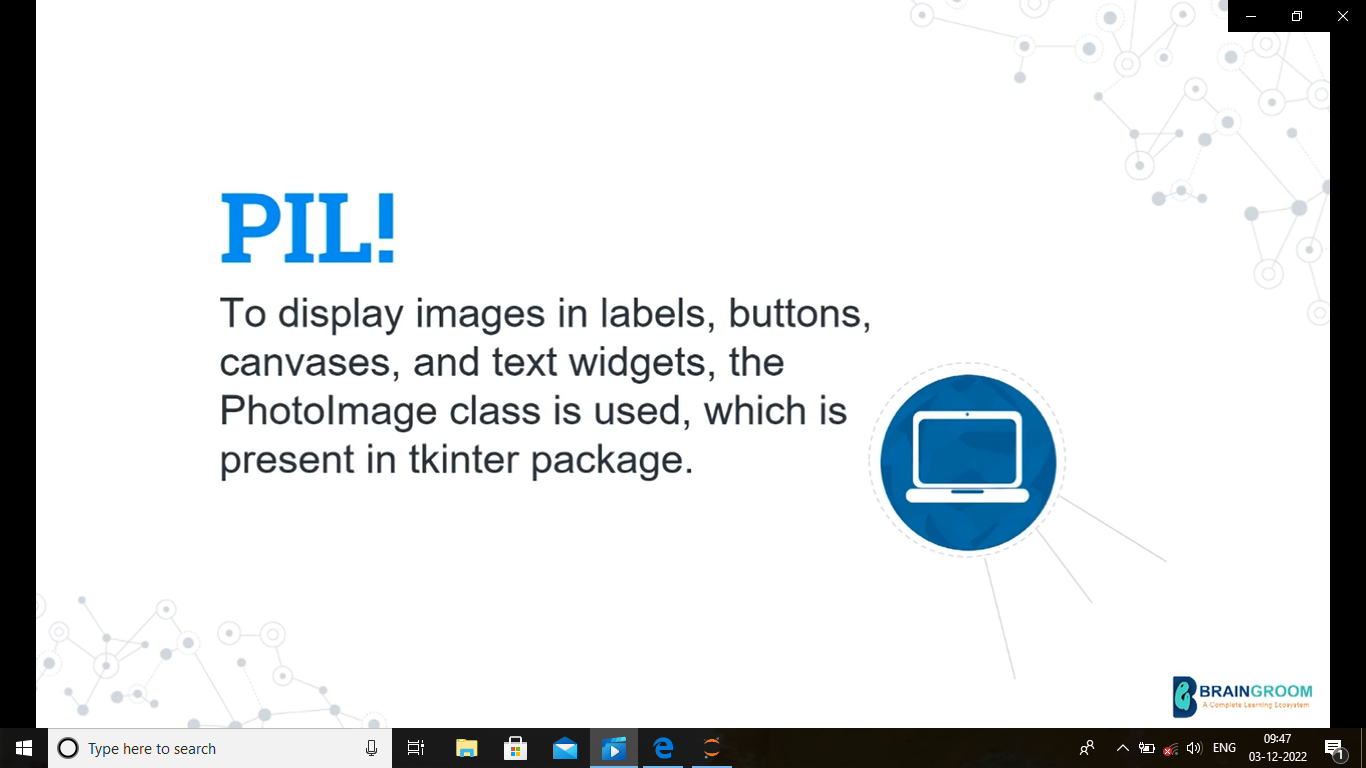 PIL!
To display images in labels, buttons,
canvases, and text widgets, the
PhotoImage class is used, which is
present in tkinter package.
BRAINGROOM
A Complete Learning Ecosystem
Type here to search
ENG
09:47
03-12-2022
1